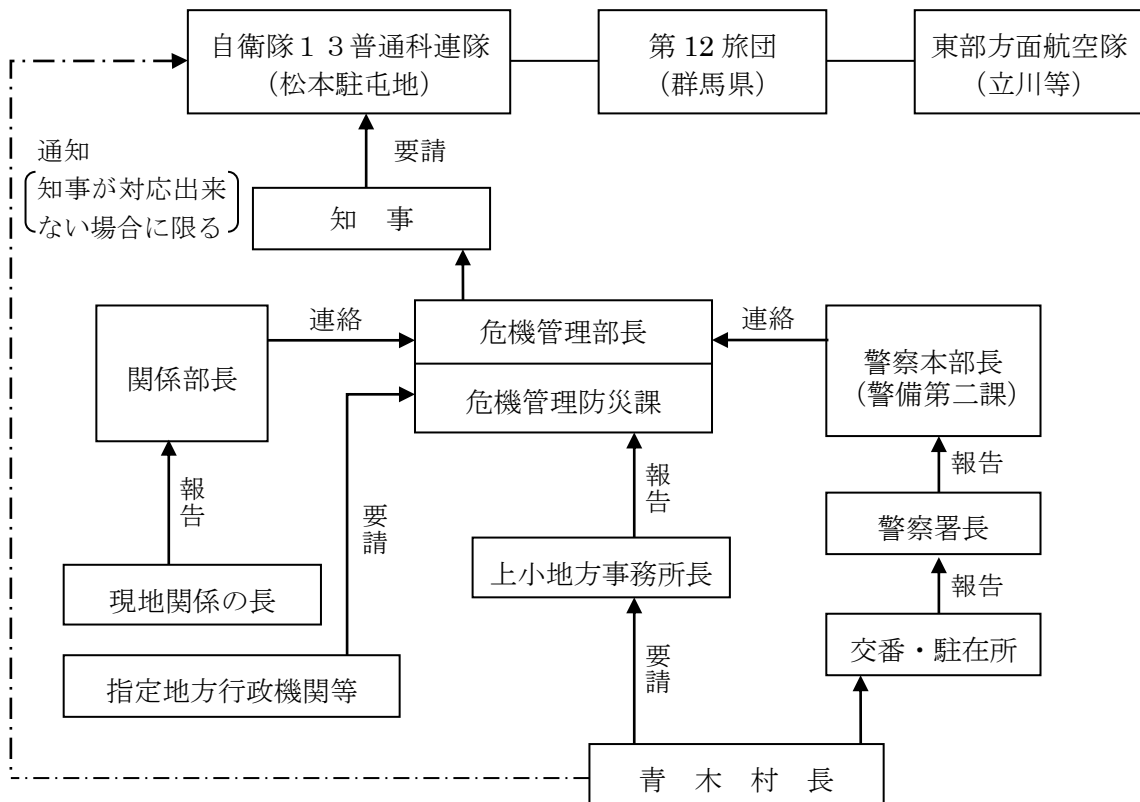 自衛隊１３普通科連隊
（松本駐屯地）
第 12 旅団
（群馬県）
東部方面航空隊
（立川等）
通知
知事が対応出来
ない場合に限る
要請
知　事
連絡
危機管理部長
連絡
関係部長
危機管理防災課
警察本部長
（警備第二課）
報告
要請
報告
報告
警察署長
上小地方事務所長
現地関係の長
報告
交番・駐在所
指定地方行政機関等
要請
青　木　村　長